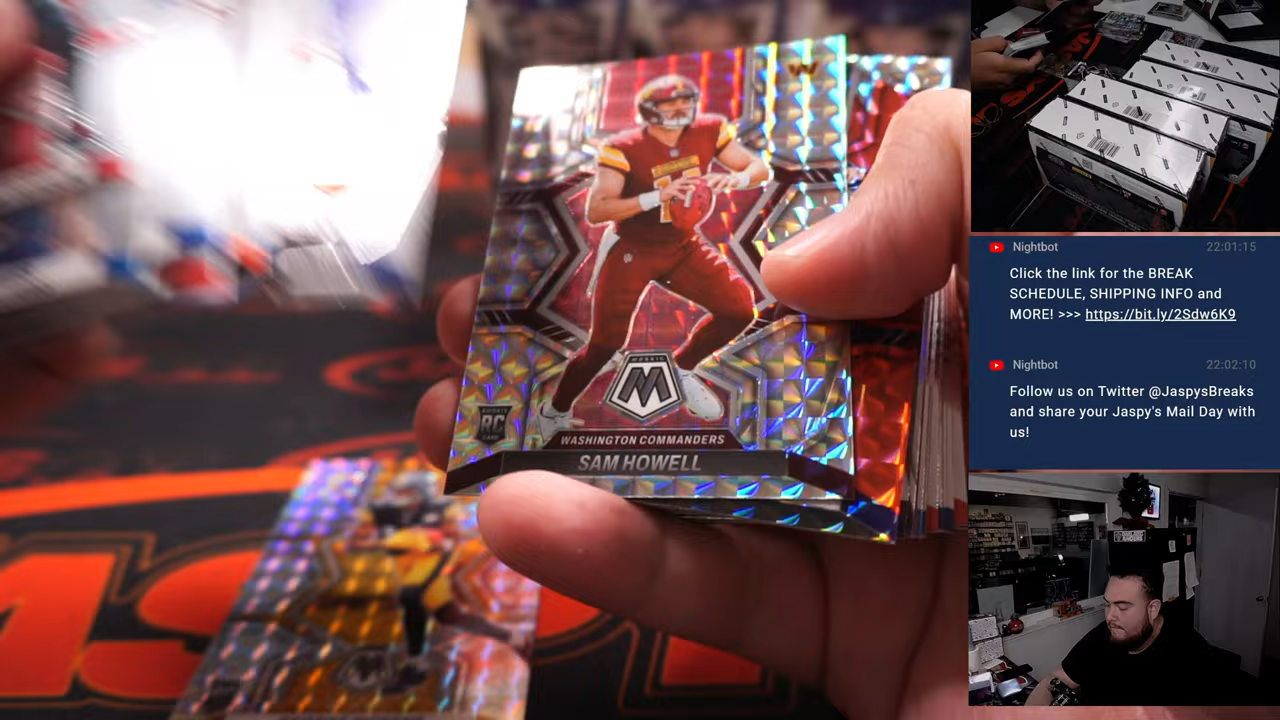 W
MOSAIC
M
ROOKIE
RC
CARD
WASHINGTON COMMANDERS
SAM HOWELL
Nightbot 22:01:15
Click the link for the BREAK
SCHEDULE, SHIPPING INFO and
MORE! >>> https://bit.ly/2Sdw6K9
Nightbot 22:02:10
Follow us on Twitter @JaspysBreaks
and share your Jaspy's Mail Day with
us!